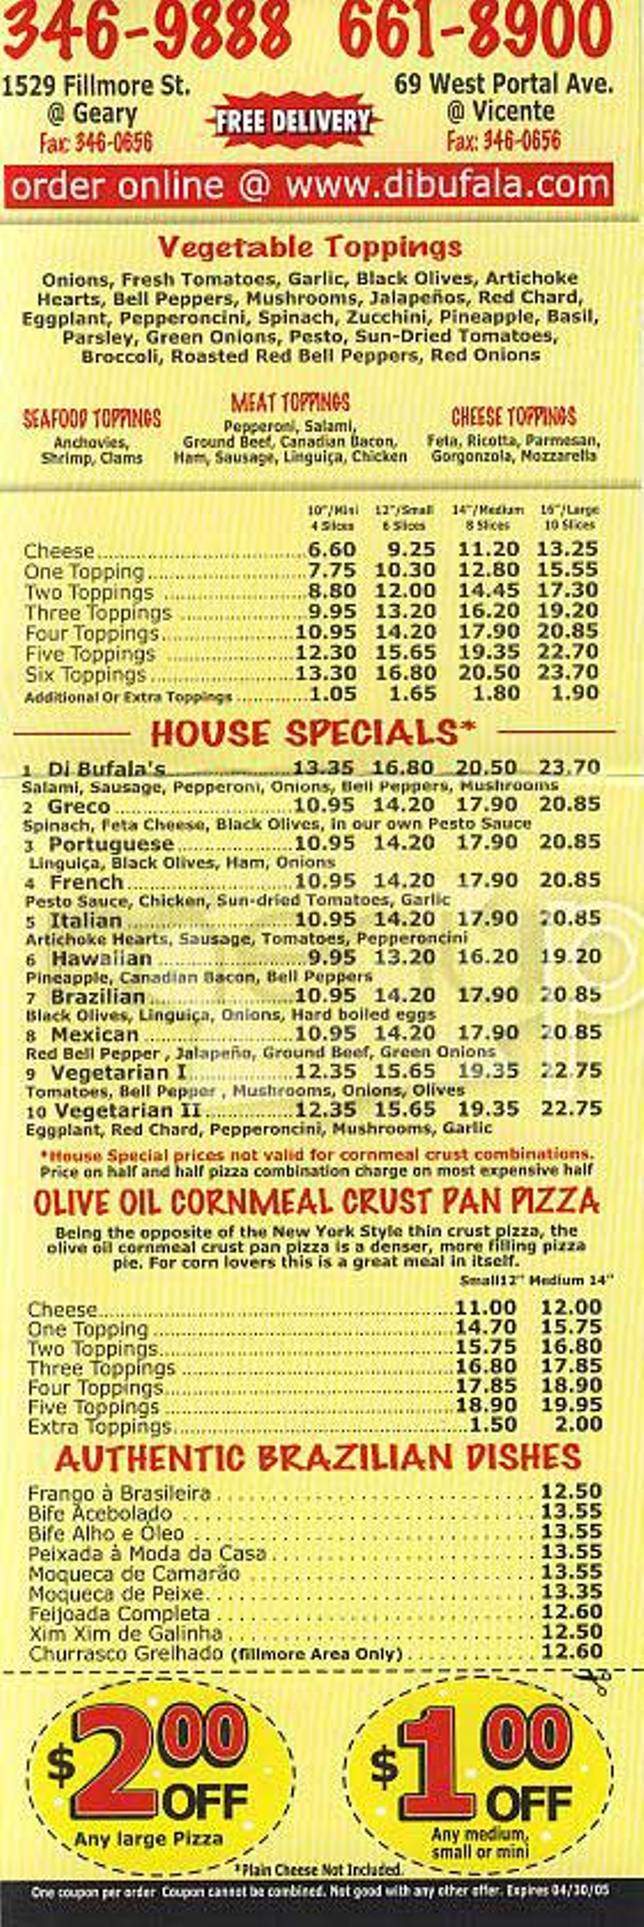 346-9888 661-8900
1529 Fillmore St. 69 West Portal Ave.
@ Geary FREE DELIVERY @ Vicente
Fax: 346-0656 Fax: 346-0656
order online @ www.dibufala.com
Vegetable Toppings
Onions, Fresh Tomatoes, Garlic, Black Olives, Artichoke
Hearts, Bell Peppers, Mushrooms, Jalapeños, Red Chard,
Eggplant, Pepperoncini, Spinach, Zucchini, Pineapple, Basil,
Parsley, Green Onions, Pesto, Sun-Dried Tomatoes,
Broccoli, Roasted Red Bell Peppers, Red Onions
SEAFOOD TOPPINGS
Anchovies,
Shrimp, Clams
MEAT TOPPINGS
Pepperoni, Salami,
Ground Beef, Canadian Bacon,
Ham, Sausage, Linguiça, Chicken
CHEESE TOPPINGS
Feta, Ricotta, Parmesan,
Gorgonzola, Mozzarella
10"/Mini 12"/Small 14"/Medium 16"/Large
4 Slices 6 Slices 8 Slices 10 Slices
Cheese 6.60 9.25 11.20 13.25
One Topping 7.75 10.30 12.80 15.55
Two Toppings 8.80 12.00 14.45 17.30
Three Toppings 9.95 13.20 16.20 19.20
Four Toppings 10.95 14.20 17.90 20.85
Five Toppings 12.30 15.65 19.35 22.70
Six Toppings 13.30 16.80 20.50 23.70
Additional Or Extra Toppings 1.05 1.65 1.80 1.90
HOUSE SPECIALS*
1 Di Bufala's 13.35 16.80 20.50 23.70
Salami, Sausage, Pepperoni, Onions, Bell Peppers, Mushrooms
2 Greco 10.95 14.20 17.90 20.85
Spinach, Feta Cheese, Black Olives, in our own Pesto Sauce
3 Portuguese 10.95 14.20 17.90 20.85
Linguiça, Black Olives, Ham, Onions
4 French 10.95 14.20 17.90 20.85
Pesto Sauce, Chicken, Sun-dried Tomatoes, Garlic
5 Italian 10.95 14.20 17.90 20.85
Artichoke Hearts, Sausage, Tomatoes, Pepperoncini
6 Hawaiian 9.95 13.20 16.20 19.20
Pineapple, Canadian Bacon, Bell Peppers
7 Brazilian 10.95 14.20 17.90 20.85
Black Olives, Linguiça, Onions, Hard boiled eggs
8 Mexican 10.95 14.20 17.90 20.85
Red Bell Pepper , Jalapeño, Ground Beef, Green Onions
9 Vegetarian I 12.35 15.65 19.35 22.75
Tomatoes, Bell Pepper , Mushrooms, Onions, Olives
10 Vegetarian II 12.35 15.65 19.35 22.75
Eggplant, Red Chard, Pepperoncini, Mushrooms, Garlic
*House Special prices not valid for cornmeal crust combinations.
Price on half and half pizza combination charge on most expensive half
OLIVE OIL CORNMEAL CRUST PAN PIZZA
Being the opposite of the New York Style thin crust pizza, the
olive oil cornmeal crust pan pizza is a denser, more filling pizza
pie. For corn lovers this is a great meal in itself.
Small12" Medium 14"
Cheese 11.00 12.00
One Topping 14.70 15.75
Two Toppings 15.75 16.80
Three Toppings 16.80 17.85
Four Toppings 17.85 18.90
Five Toppings 18.90 19.95
Extra Toppings 1.50 2.00
AUTHENTIC BRAZILIAN DISHES
Frango à Brasileira 12.50
Bife Acebolado 13.55
Bife Alho e Óleo 13.55
Peixada à Moda da Casa 13.55
Moqueca de Camarão 13.55
Moqueca de Peixe 13.35
Feijoada Completa 12.60
Xim Xim de Galinha 12.50
Churrasco Grelhado (fillmore Area Only) 12.60
$2.00 OFF
Any large Pizza
$1.00 OFF
Any medium,
small or mini
*Plain Cheese Not Included.
One coupon per order Coupon cannot be combined. Not good with any other offer. Expires 04/30/05